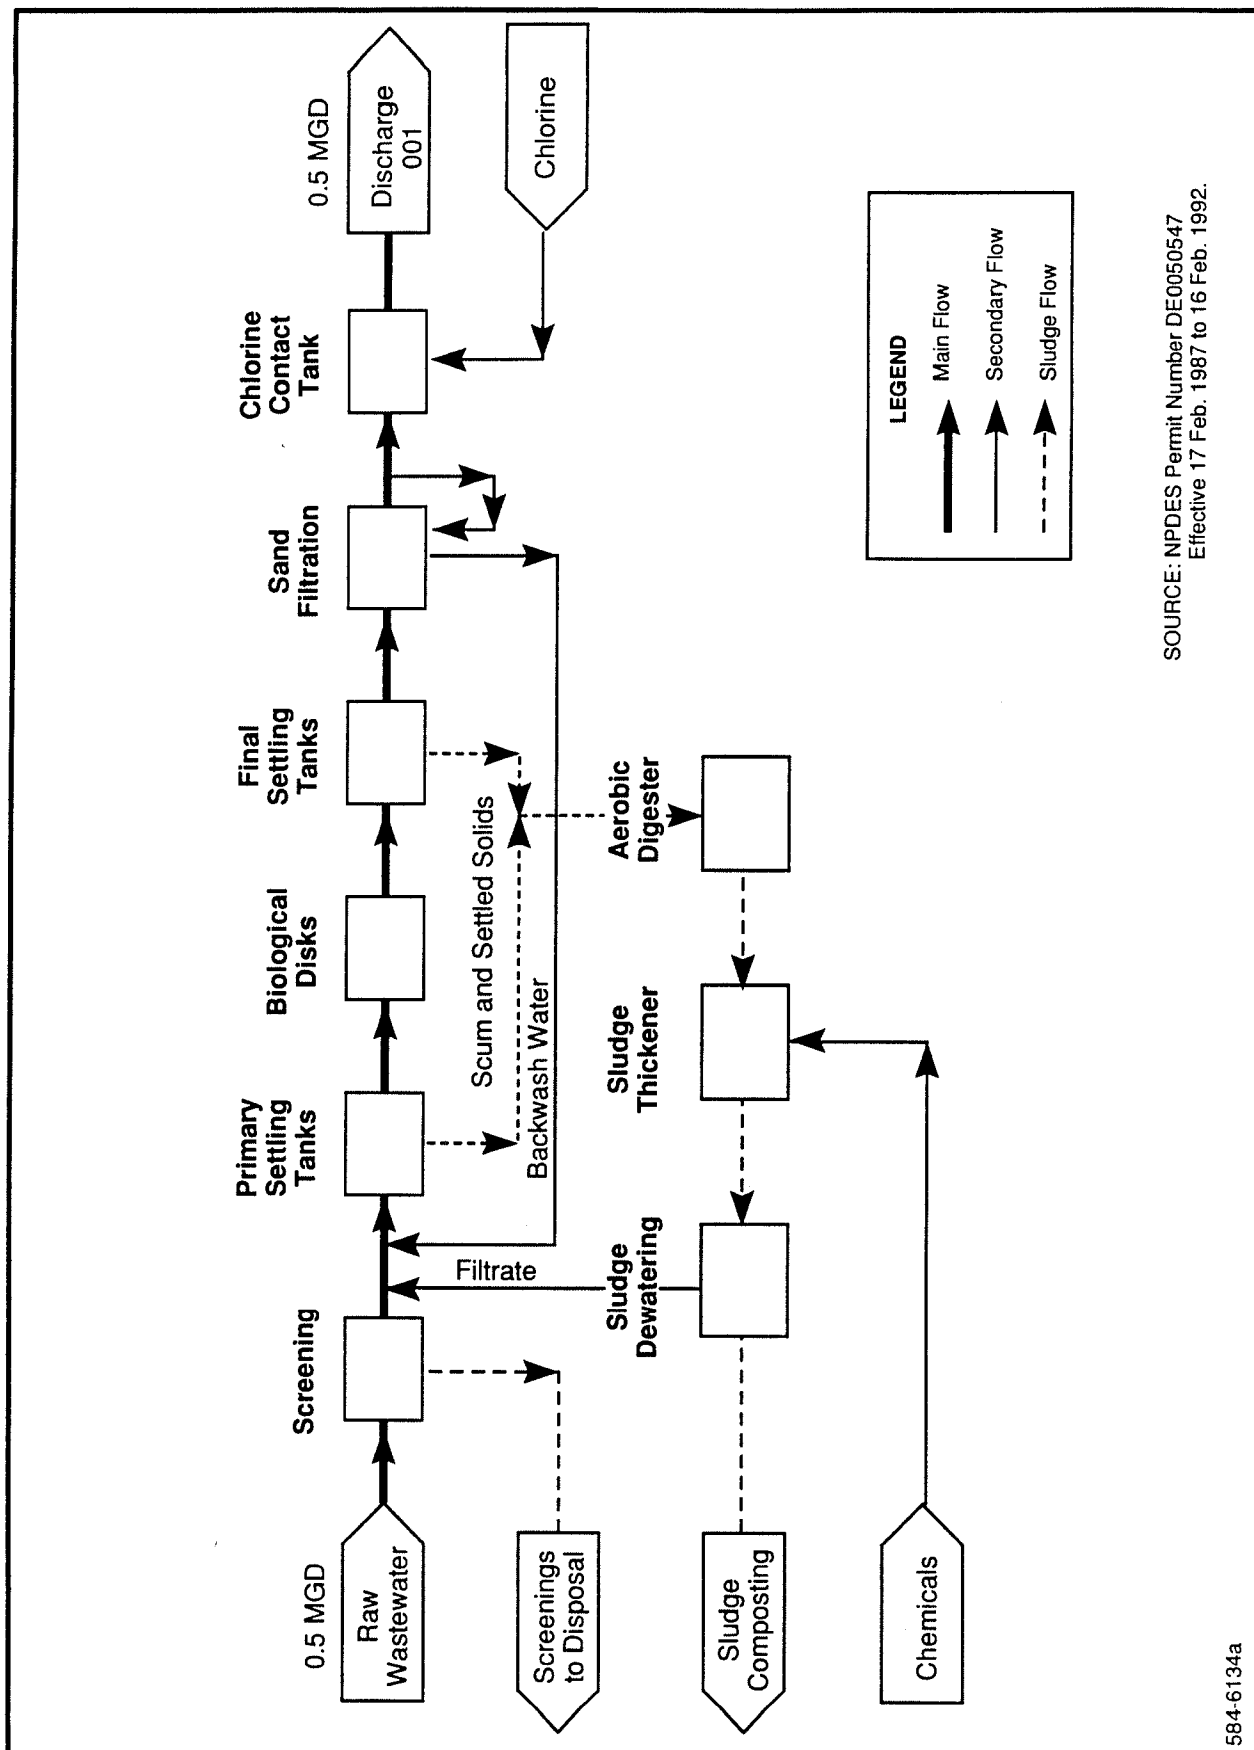 0.5 MGD
Raw
Wastewater
Screening
Primary
Settling
Tanks
Biological
Disks
Final
Settling
Tanks
Sand
Filtration
Chlorine
Contact
Tank
0.5 MGD
Discharge
001
Chlorine
Screenings
to Disposal
Scum and Settled Solids
Backwash Water
Filtrate
Sludge
Composting
Sludge
Dewatering
Sludge
Thickener
Aerobic
Digester
Chemicals
LEGEND
Main Flow
Secondary Flow
Sludge Flow
SOURCE: NPDES Permit Number DE0050547
Effective 17 Feb. 1987 to 16 Feb. 1992.
584-6134a